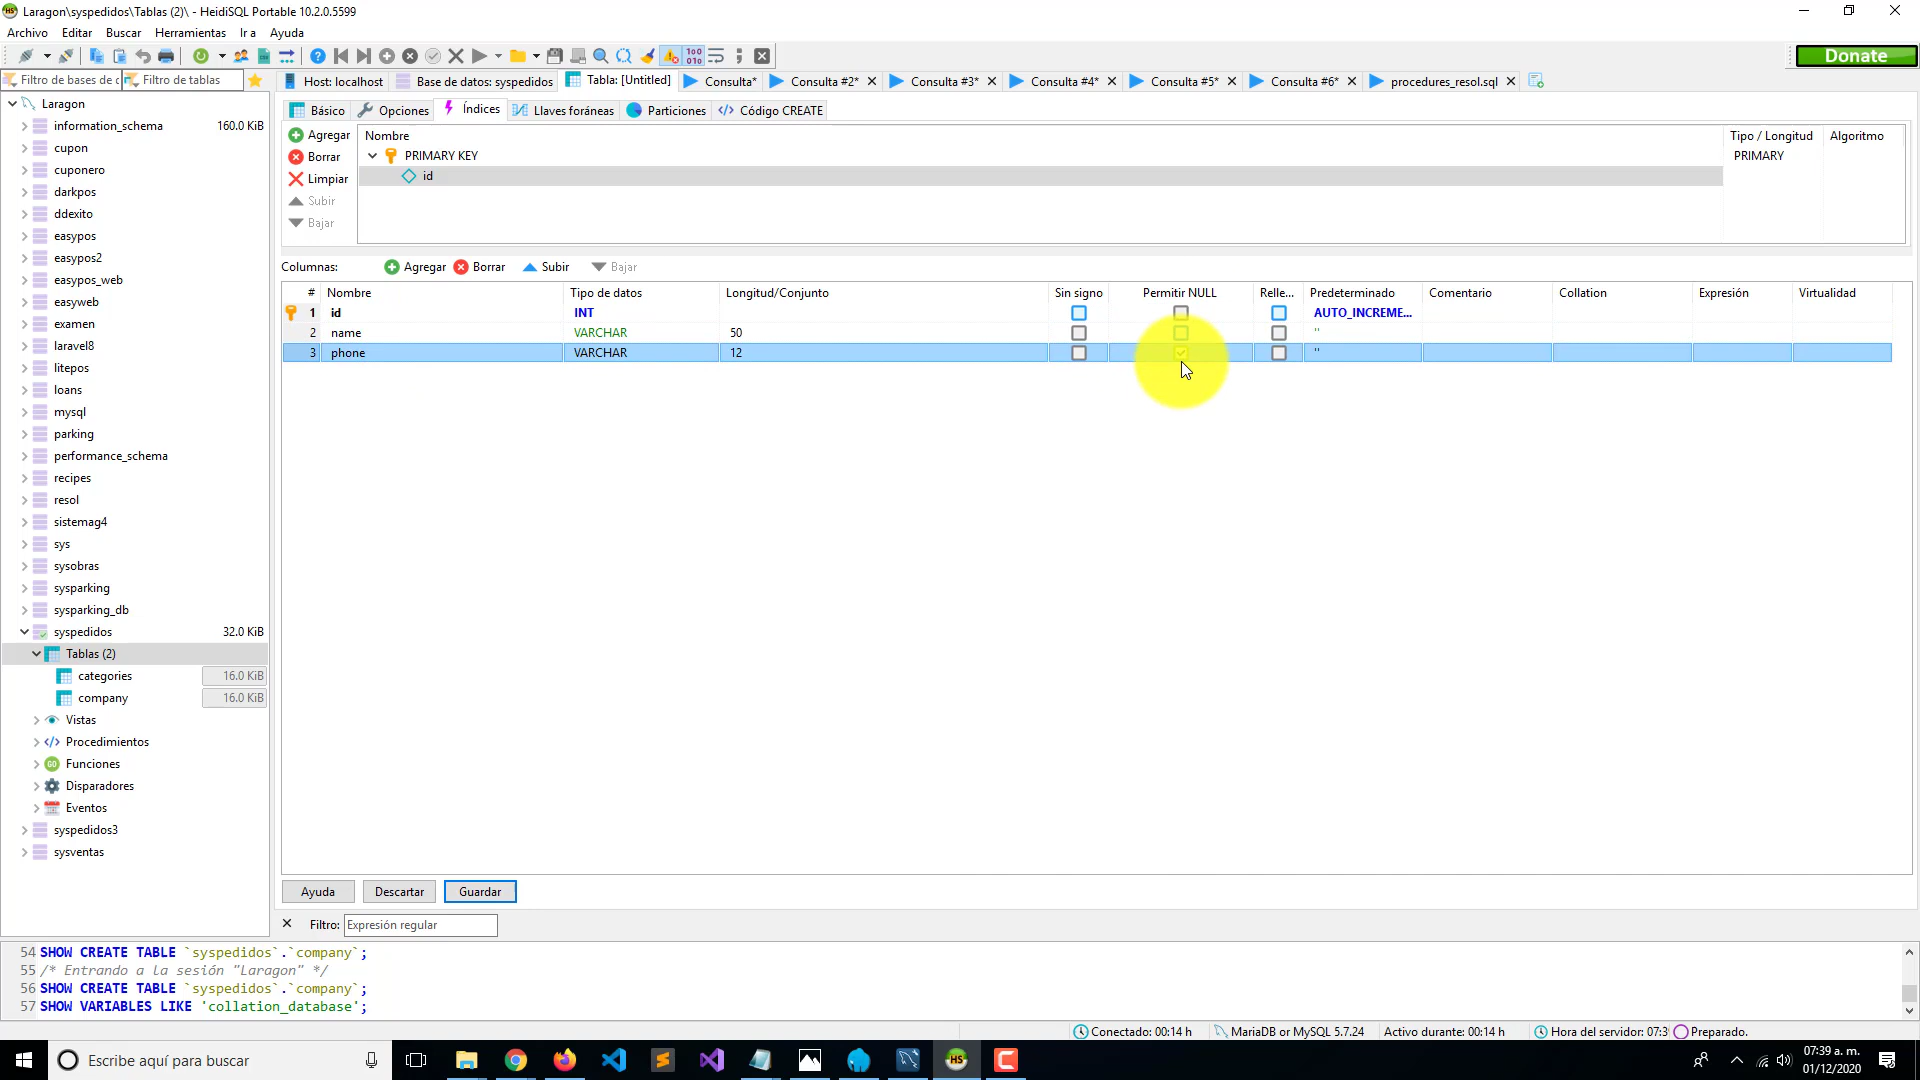 Laragon\syspedidos\Tablas (2)\ - HeidiSQL Portable 10.2.0.5599
Archivo Editar Buscar Herramientas Ir a Ayuda
Donate
Filtro de bases de d Filtro de tablas
Host: localhost Base de datos: syspedidos Tabla: [Untitled] Consulta* Consulta #2* Consulta #3* Consulta #4* Consulta #5* Consulta #6* procedures_resol.sql
Laragon
information_schema 160.0 KiB
cupon
cuponero
darkpos
ddexito
easypos
easypos2
easypos_web
easyweb
examen
laravel8
litepos
loans
mysql
parking
performance_schema
recipes
resol
sistemag4
sys
sysobras
sysparking
sysparking_db
syspedidos 32.0 KiB
Tablas (2)
categories 16.0 KiB
company 16.0 KiB
Vistas
Procedimientos
Funciones
Disparadores
Eventos
syspedidos3
sysventas
Básico Opciones Índices Llaves foráneas Particiones Código CREATE
Agregar
Borrar
Limpiar
Subir
Bajar
Nombre Tipo / Longitud Algoritmo
PRIMARY KEY PRIMARY
id
Columnas: Agregar Borrar Subir Bajar
# Nombre Tipo de datos Longitud/Conjunto Sin signo Permitir NULL Relle... Predeterminado Comentario Collation Expresión Virtualidad
1 id INT AUTO_INCREME...
2 name VARCHAR 50 ''
3 phone VARCHAR 12 ''
Ayuda Descartar Guardar
Filtro: Expresión regular
54 SHOW CREATE TABLE `syspedidos`.`company`;
55 /* Entrando a la sesión "Laragon" */
56 SHOW CREATE TABLE `syspedidos`.`company`;
57 SHOW VARIABLES LIKE 'collation_database';
Conectado: 00:14 h MariaDB or MySQL 5.7.24 Activo durante: 00:14 h Hora del servidor: 07:3 Preparado.
Escribe aquí para buscar
07:39 a. m.
01/12/2020